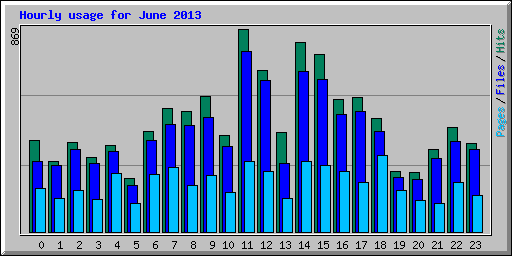 Hourly usage for June 2013
869
Pages / Files / Hits
0 1 2 3 4 5 6 7 8 9 10 11 12 13 14 15 16 17 18 19 20 21 22 23